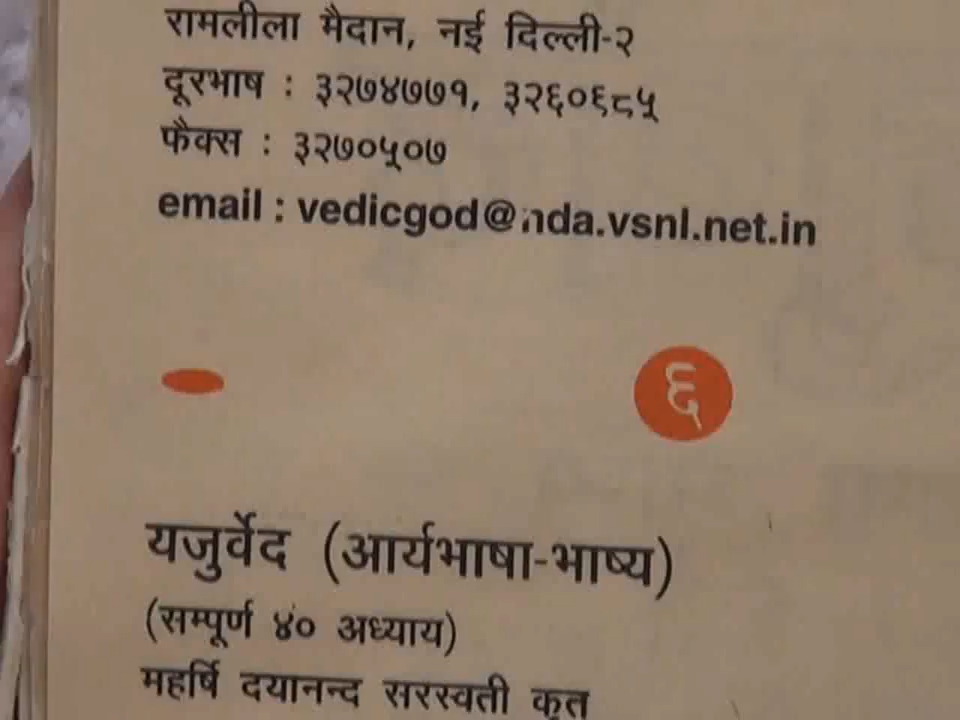 रामलीला मैदान, नई दिल्ली-२
दूरभाष : ३२७४७७१, ३२६०६८५
फैक्स : ३२७०५०७
email : vedicgod@nda.vsnl.net.in
६
यजुर्वेद (आर्यभाषा-भाष्य)
(सम्पूर्ण ४० अध्याय)
महर्षि दयानन्द सरस्वती कृत